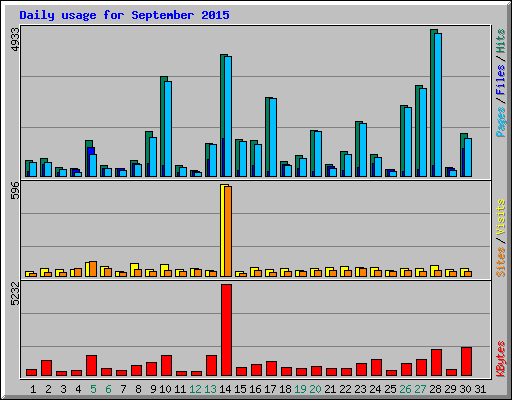 Daily usage for September 2015
4933
Pages / Files / Hits
596
Sites / Visits
5232
KBytes
1 2 3 4 5 6 7 8 9 10 11 12 13 14 15 16 17 18 19 20 21 22 23 24 25 26 27 28 29 30 31